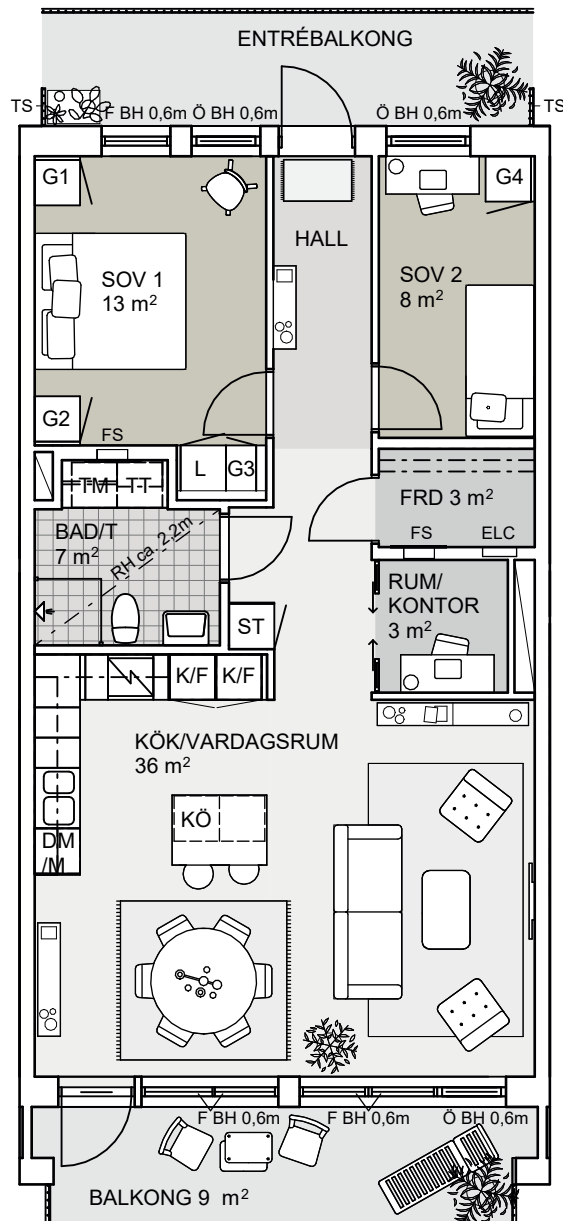 ENTRÉBALKONG
TS
TS
F BH 0,6m
Ö BH 0,6m
Ö BH 0,6m
G1
G4
HALL
SOV 1
13 m²
SOV 2
8 m²
G2
FS
L
G3
TM
TT
FRD 3 m²
FS
ELC
BAD/T
7 m²
RH ca 2,2m
RUM/
KONTOR
3 m²
ST
K/F
K/F
KÖK/VARDAGSRUM
36 m²
KÖ
DM
/M
F BH 0,6m
F BH 0,6m
Ö BH 0,6m
BALKONG 9 m²